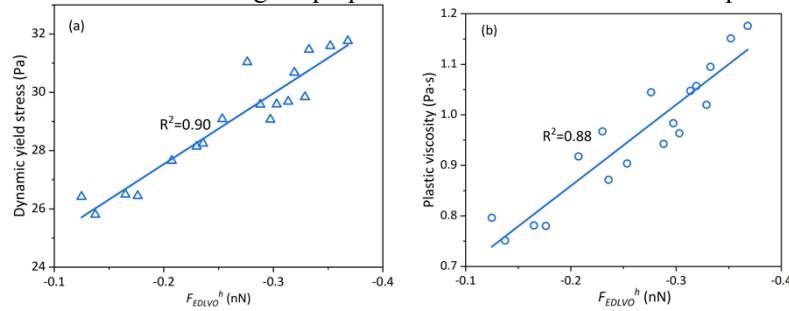 (a)
32
30
28
26
24
Dynamic yield stress (Pa)
R²=0.90
-0.1
-0.2
-0.3
-0.4
F_EDLVO^h (nN)
(b)
1.2
1.1
1.0
0.9
0.8
0.7
Plastic viscosity (Pa·s)
R²=0.88
-0.1
-0.2
-0.3
-0.4
F_EDLVO^h (nN)